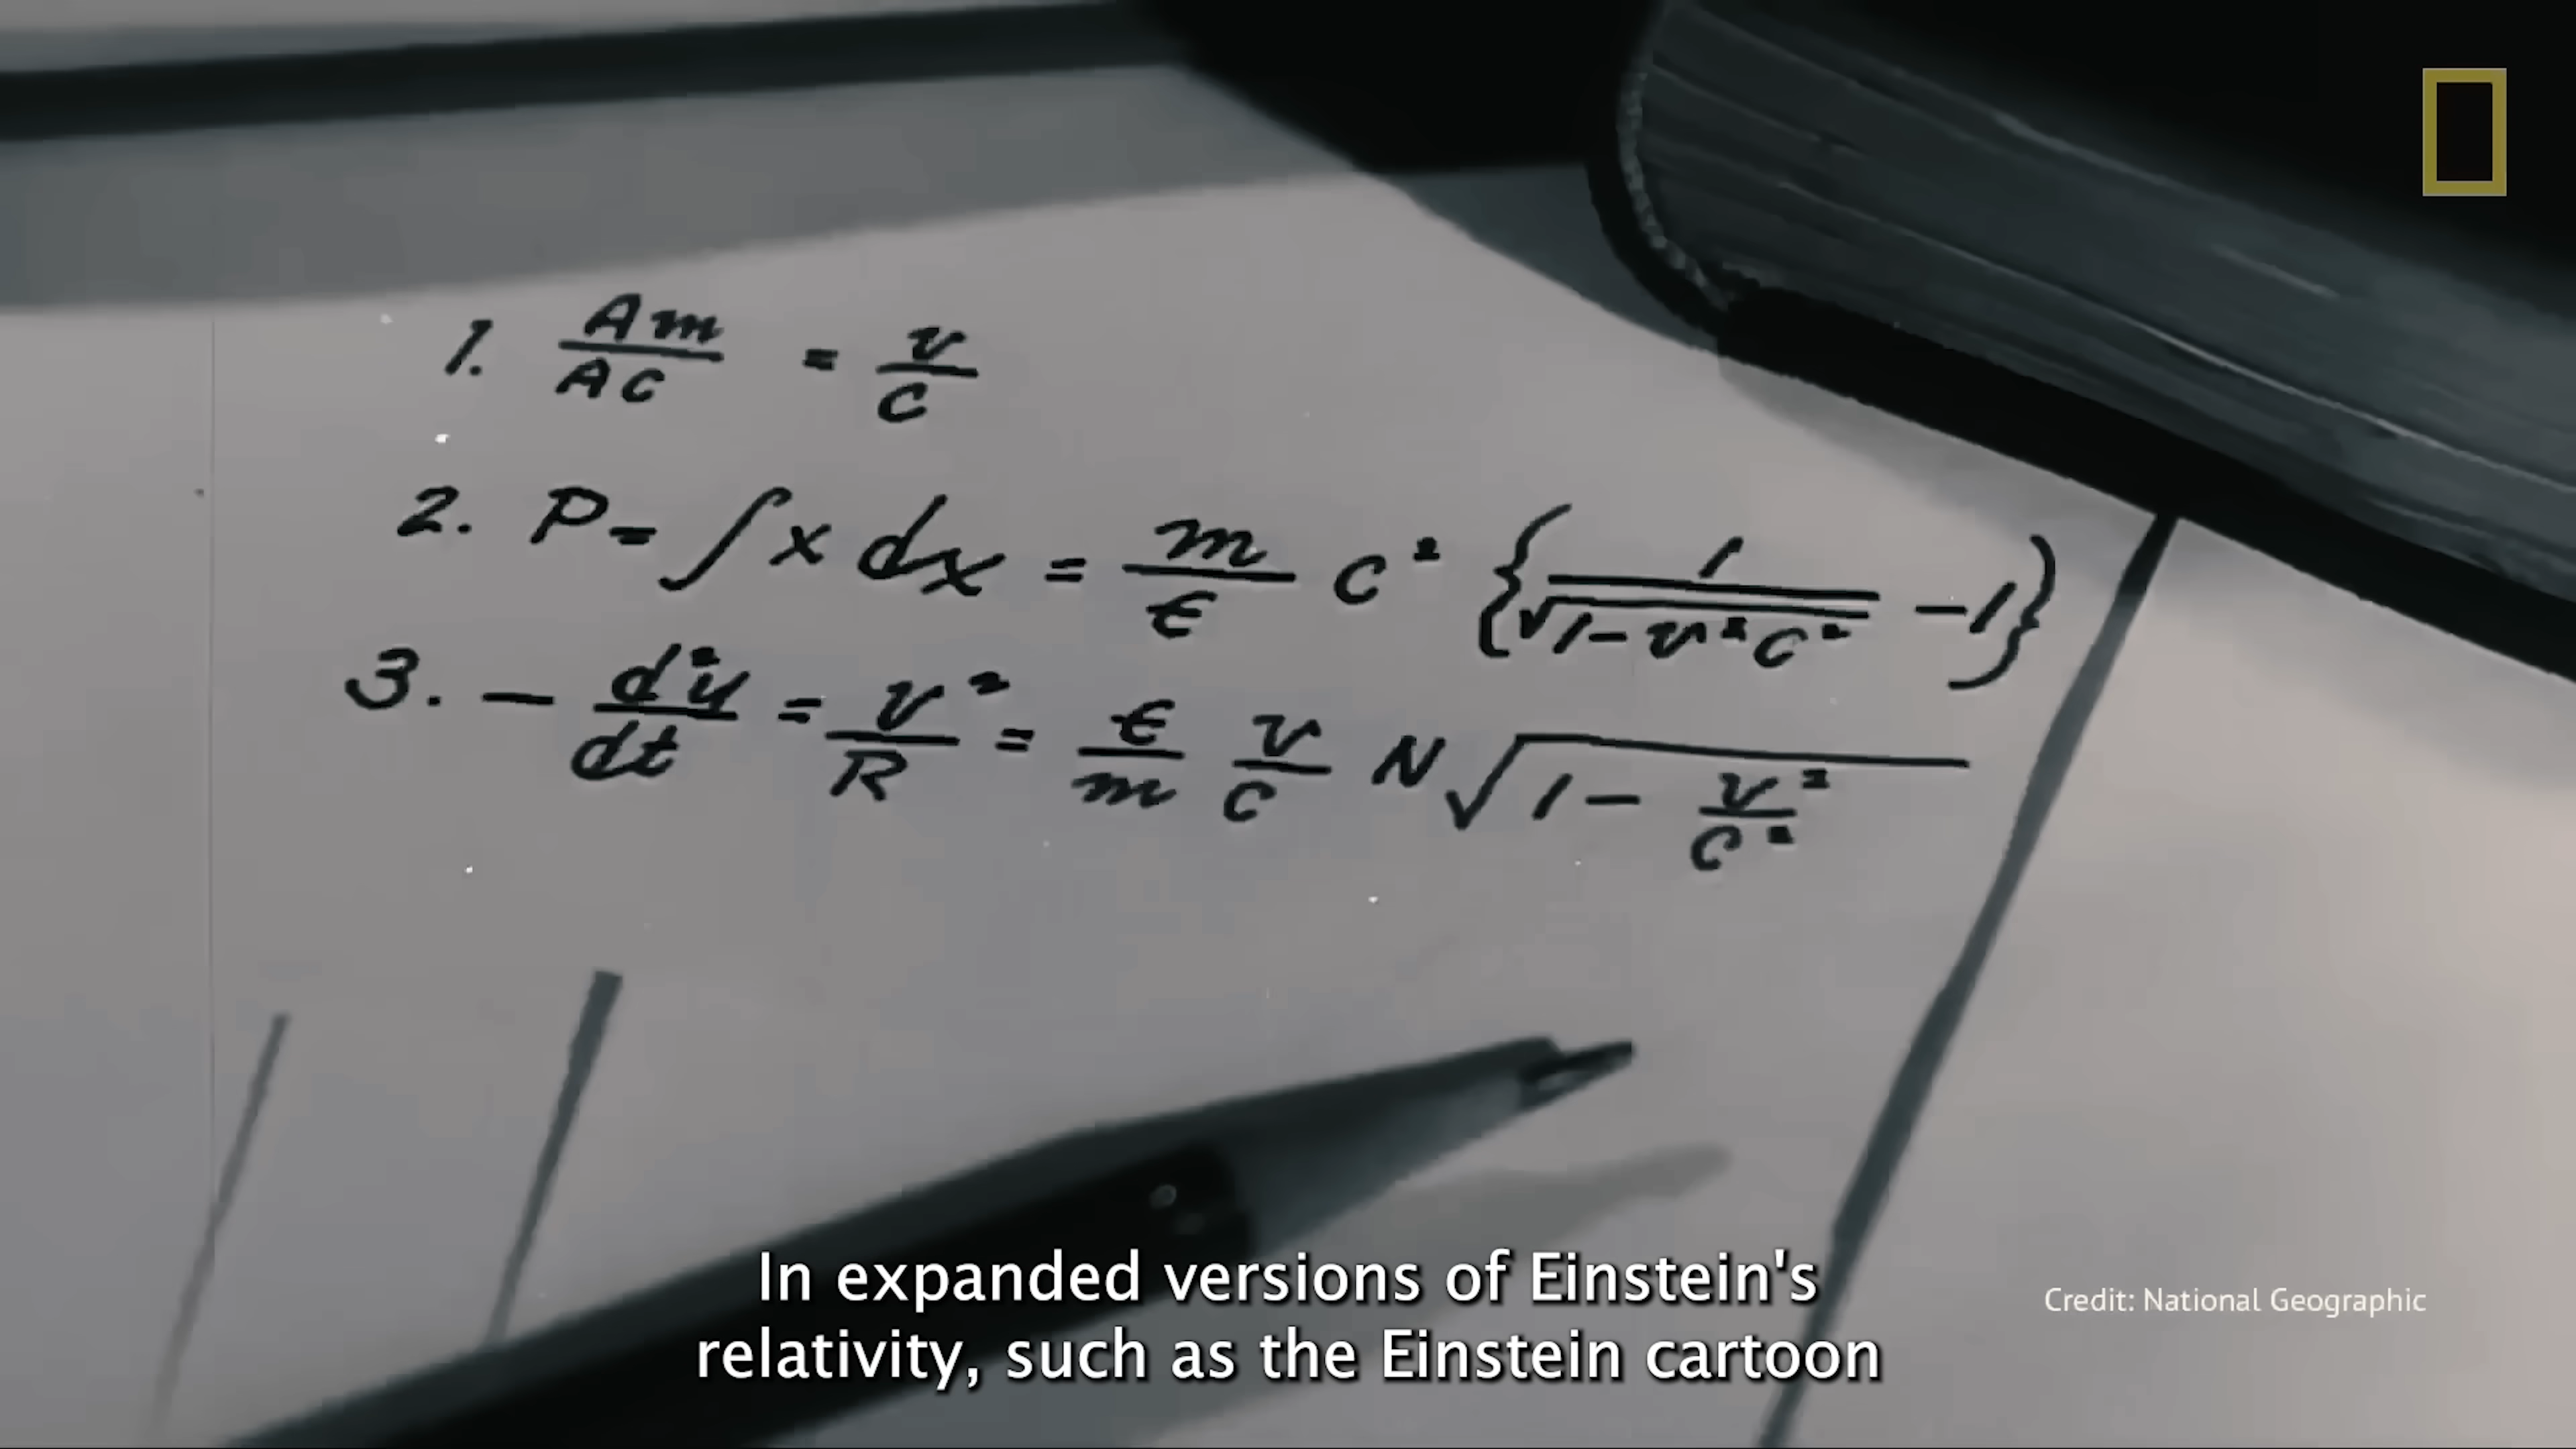 1. Am/AC = v/c
2. P = ∫ x dx = m/ϵ c² { 1/√1-v²c² -1 }
3. - d²y/dt = v²/R = ϵ/m v/c N √1 - v²/c²
In expanded versions of Einstein's
relativity, such as the Einstein cartoon
Credit: National Geographic